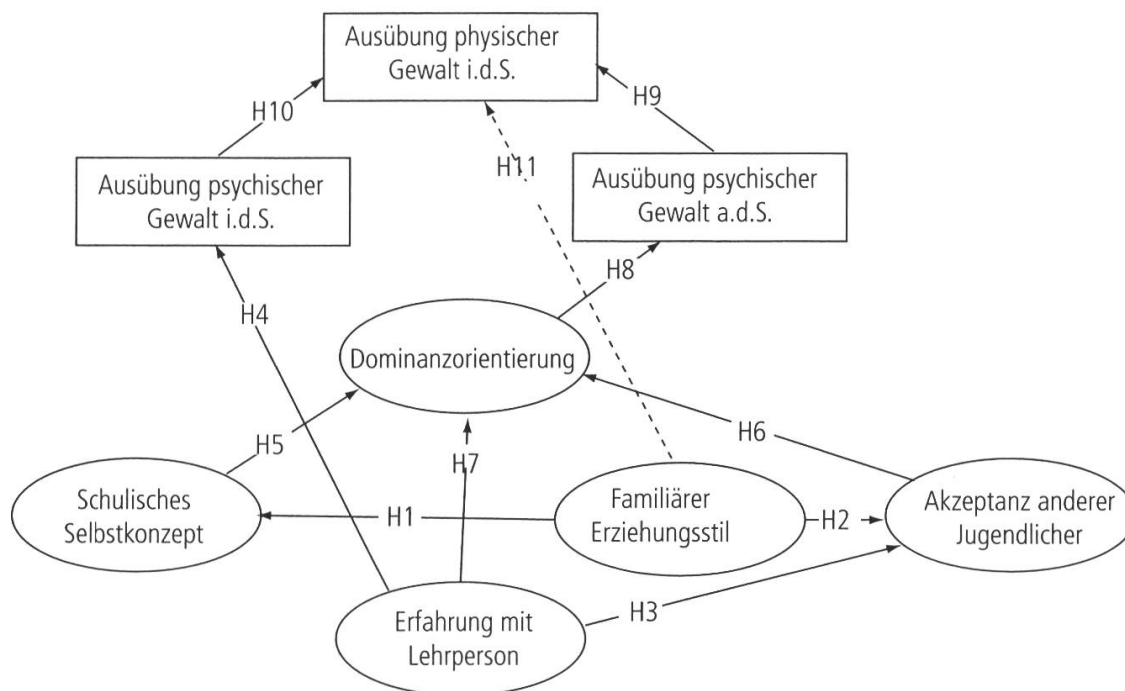 Ausübung physischer
Gewalt i.d.S.
H10
H9
H11
Ausübung psychischer
Gewalt i.d.S.
Ausübung psychischer
Gewalt a.d.S.
H8
H4
Dominanzorientierung
H5
H7
H6
Schulisches
Selbstkonzept
H1
Familiärer
Erziehungsstil
H2
Akzeptanz anderer
Jugendlicher
H3
Erfahrung mit
Lehrperson